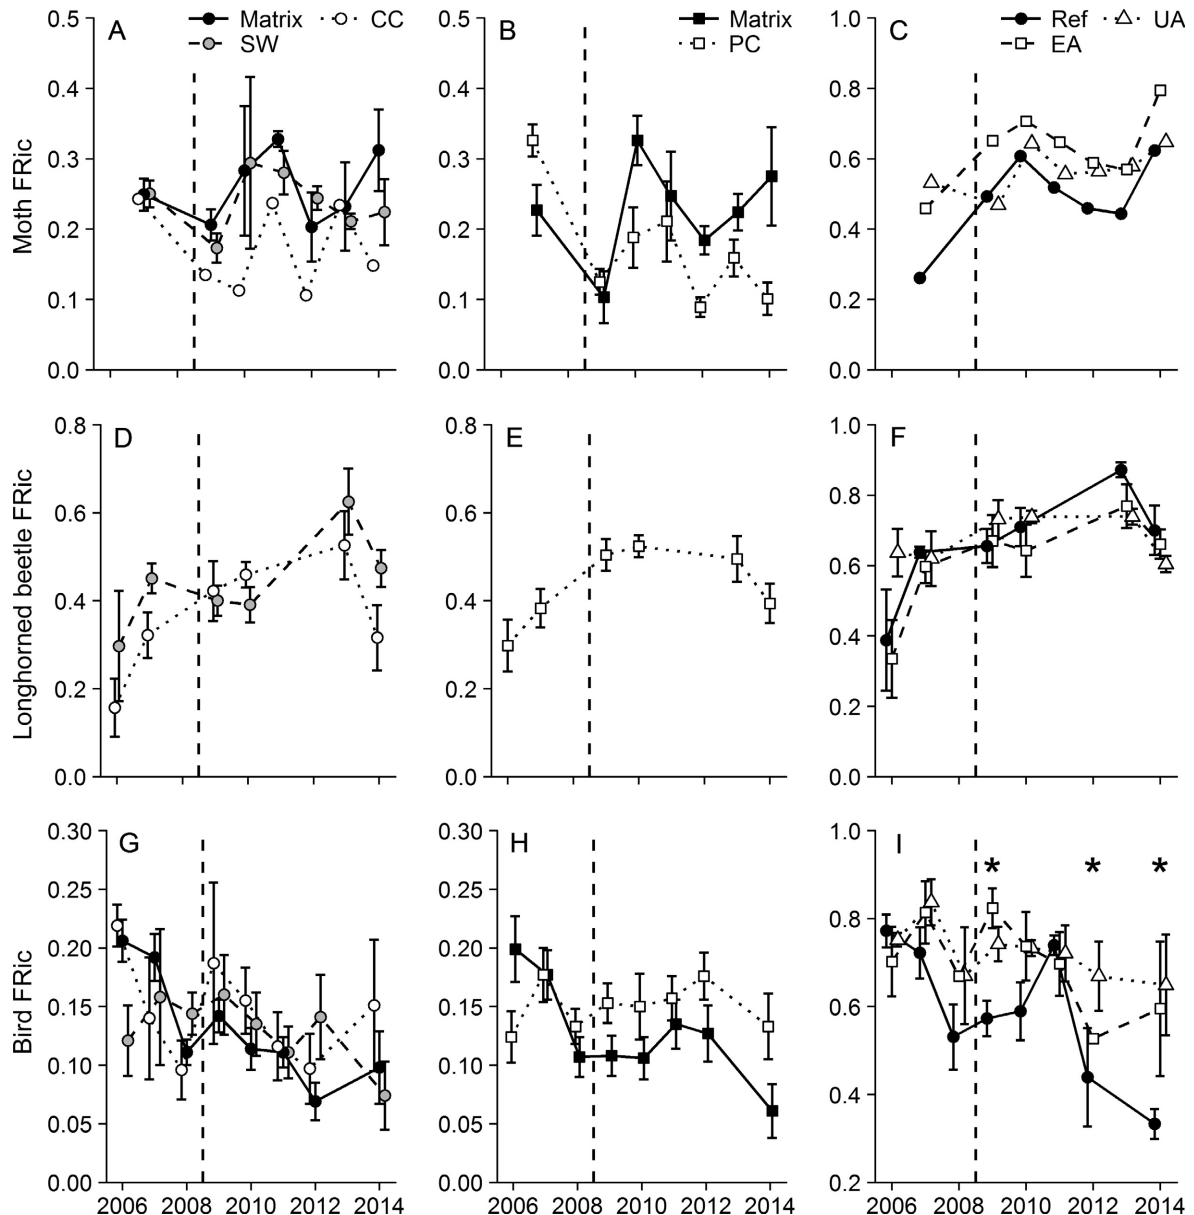 A
Matrix
CC
SW
B
Matrix
PC
C
Ref
UA
EA
Moth FRic
0.5
0.4
0.3
0.2
0.1
0.0
0.5
0.4
0.3
0.2
0.1
0.0
1.0
0.8
0.6
0.4
0.2
0.0
D
E
F
Longhorned beetle FRic
0.8
0.6
0.4
0.2
0.0
0.8
0.6
0.4
0.2
0.0
1.0
0.8
0.6
0.4
0.2
0.0
G
H
I
* * *
Bird FRic
0.30
0.25
0.20
0.15
0.10
0.05
0.00
0.30
0.25
0.20
0.15
0.10
0.05
0.00
1.0
0.8
0.6
0.4
0.2
2006 2008 2010 2012 2014
2006 2008 2010 2012 2014
2006 2008 2010 2012 2014